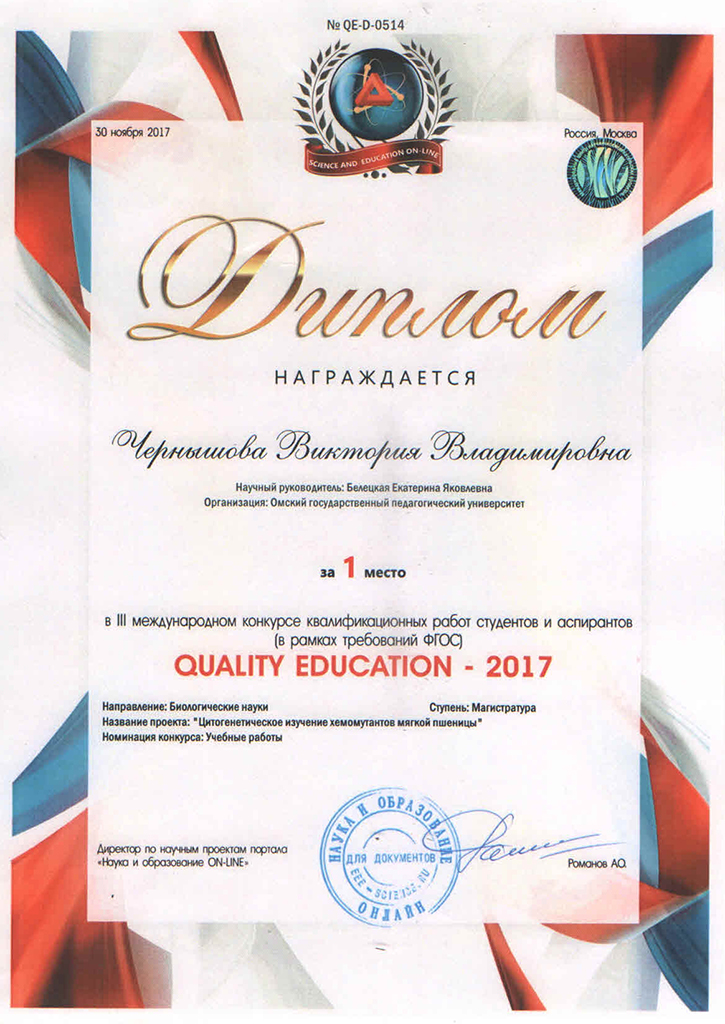 № QE-D-0514
30 ноября 2017
Россия, Москва
SCIENCE AND EDUCATION ON-LINE
Диплом
НАГРАЖДАЕТСЯ
Чернышова Виктория Владимировна
Научный руководитель: Белецкая Екатерина Яковлевна
Организация: Омский государственный педагогический университет
за 1 место
в III международном конкурсе квалификационных работ студентов и аспирантов
(в рамках требований ФГОС)
QUALITY EDUCATION - 2017
Направление: Биологические науки Ступень: Магистратура
Название проекта: "Цитогенетическое изучение хемомутантов мягкой пшеницы"
Номинация конкурса: Учебные работы
НАУКА И ОБРАЗОВАНИЕ
ДЛЯ ДОКУМЕНТОВ
EEE-SCIENCE.RU
ОНЛАЙН
Директор по научным проектам портала
«Наука и образование ON-LINE»
Романов А.О.